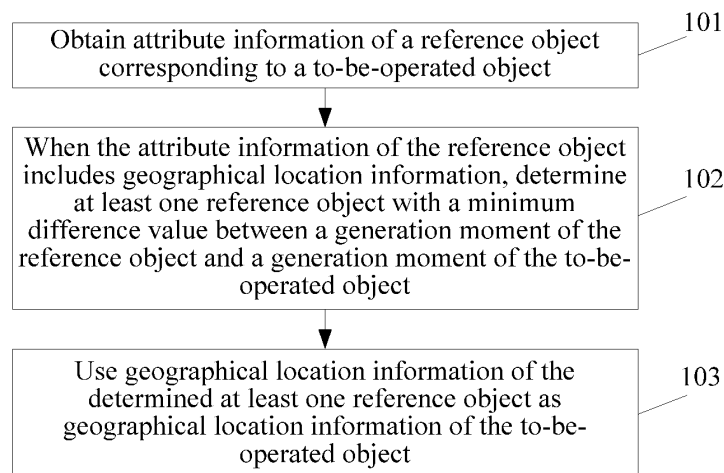 101
Obtain attribute information of a reference object
corresponding to a to-be-operated object
When the attribute information of the reference object
includes geographical location information, determine
at least one reference object with a minimum
difference value between a generation moment of the
reference object and a generation moment of the to-be-
operated object
102
Use geographical location information of the
determined at least one reference object as
geographical location information of the to-be-
operated object
103